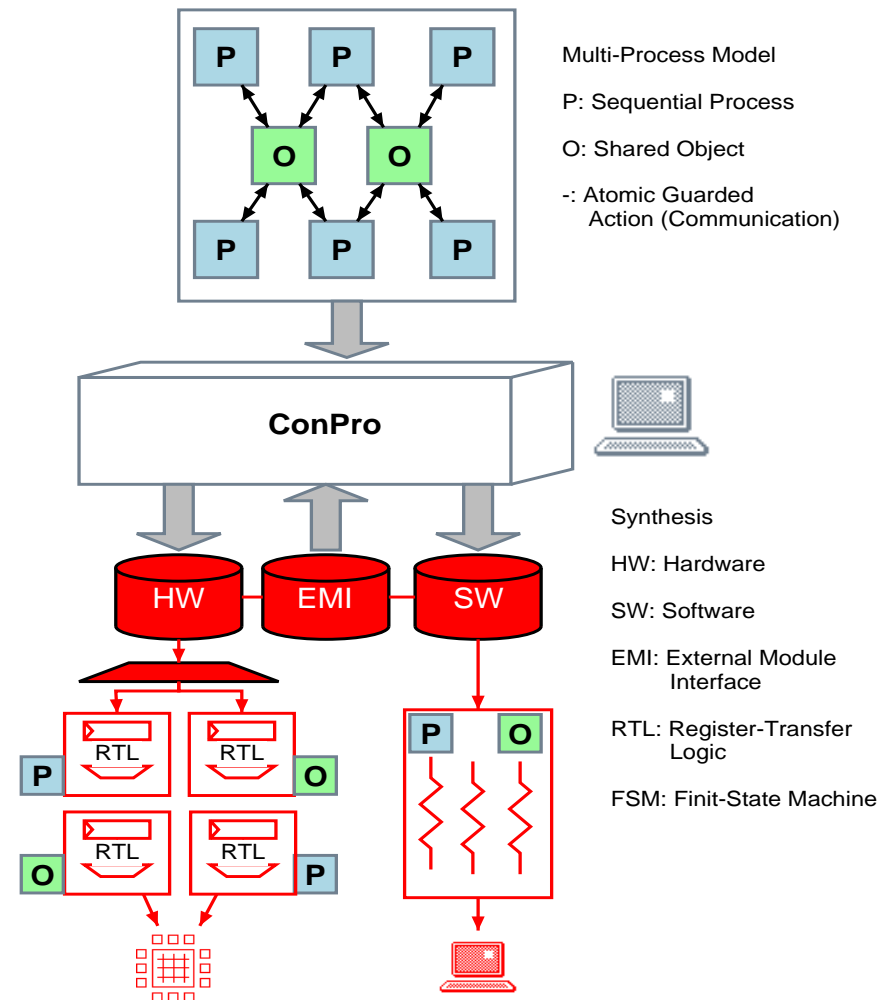 P P P
O O
P P P
Multi-Process Model
P: Sequential Process
O: Shared Object
-: Atomic Guarded
Action (Communication)
ConPro
HW EMI SW
Synthesis
HW: Hardware
SW: Software
EMI: External Module
Interface
RTL: Register-Transfer
Logic
FSM: Finit-State Machine
P O
RTL RTL
P O
RTL RTL
O P